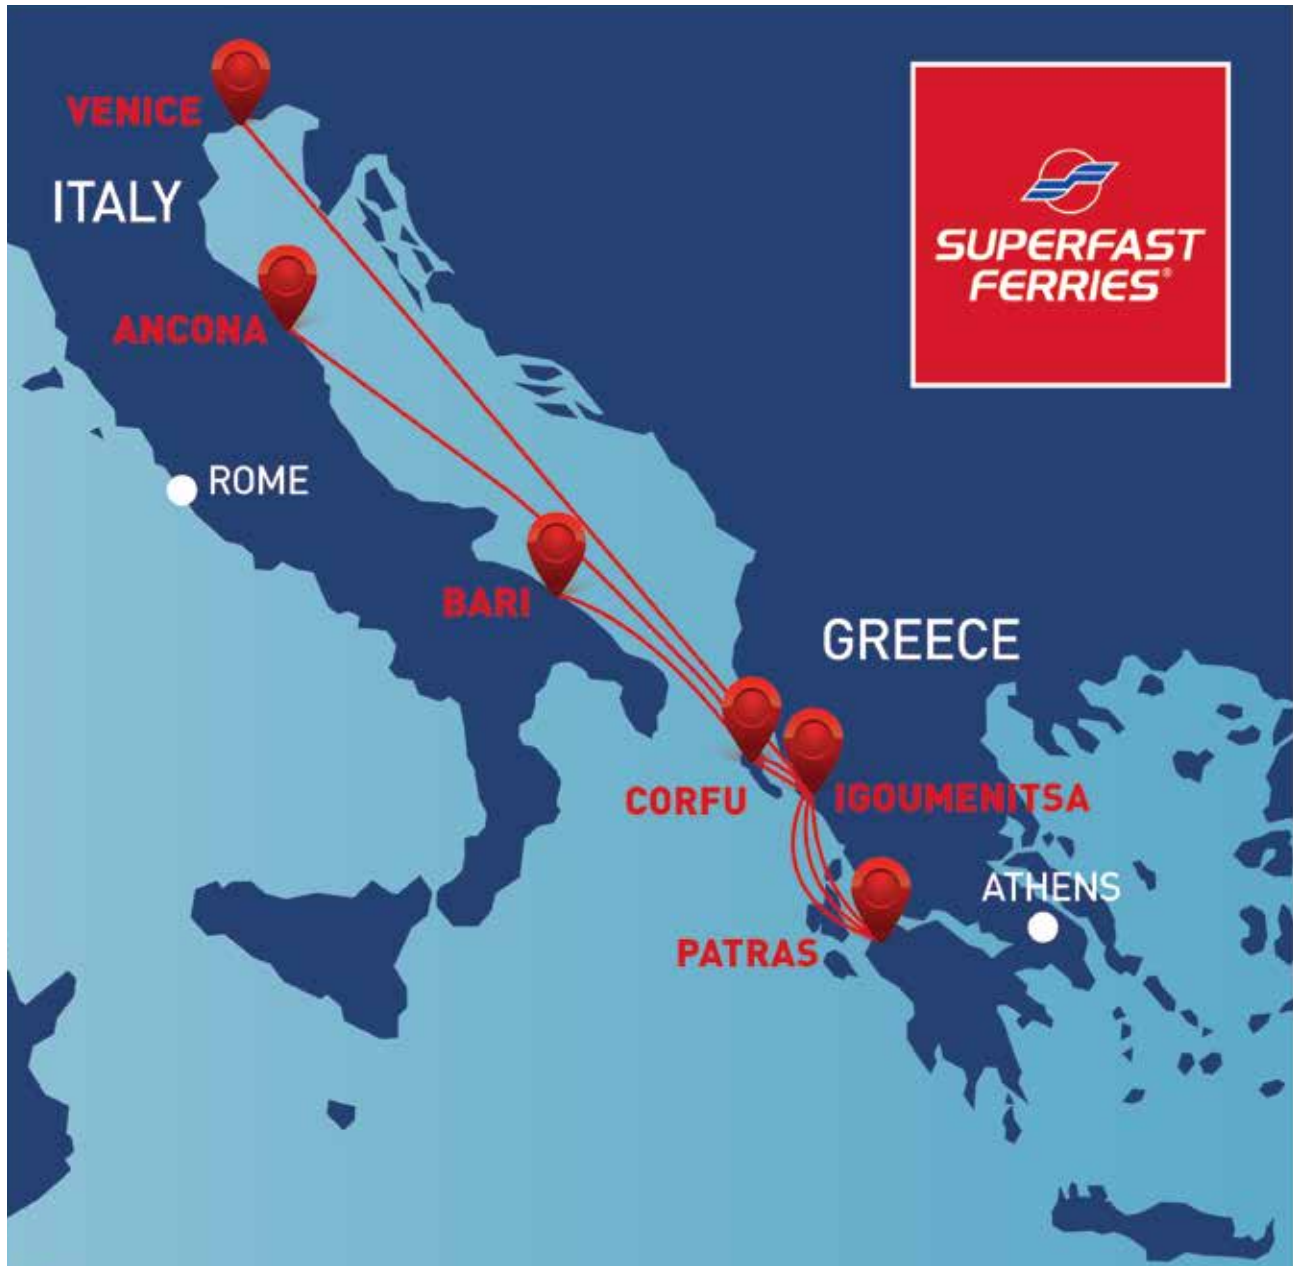 VENICE
ITALY
SUPERFAST
FERRIES®
ANCONA
ROME
BARI
GREECE
CORFU
IGOUMENITSA
ATHENS
PATRAS